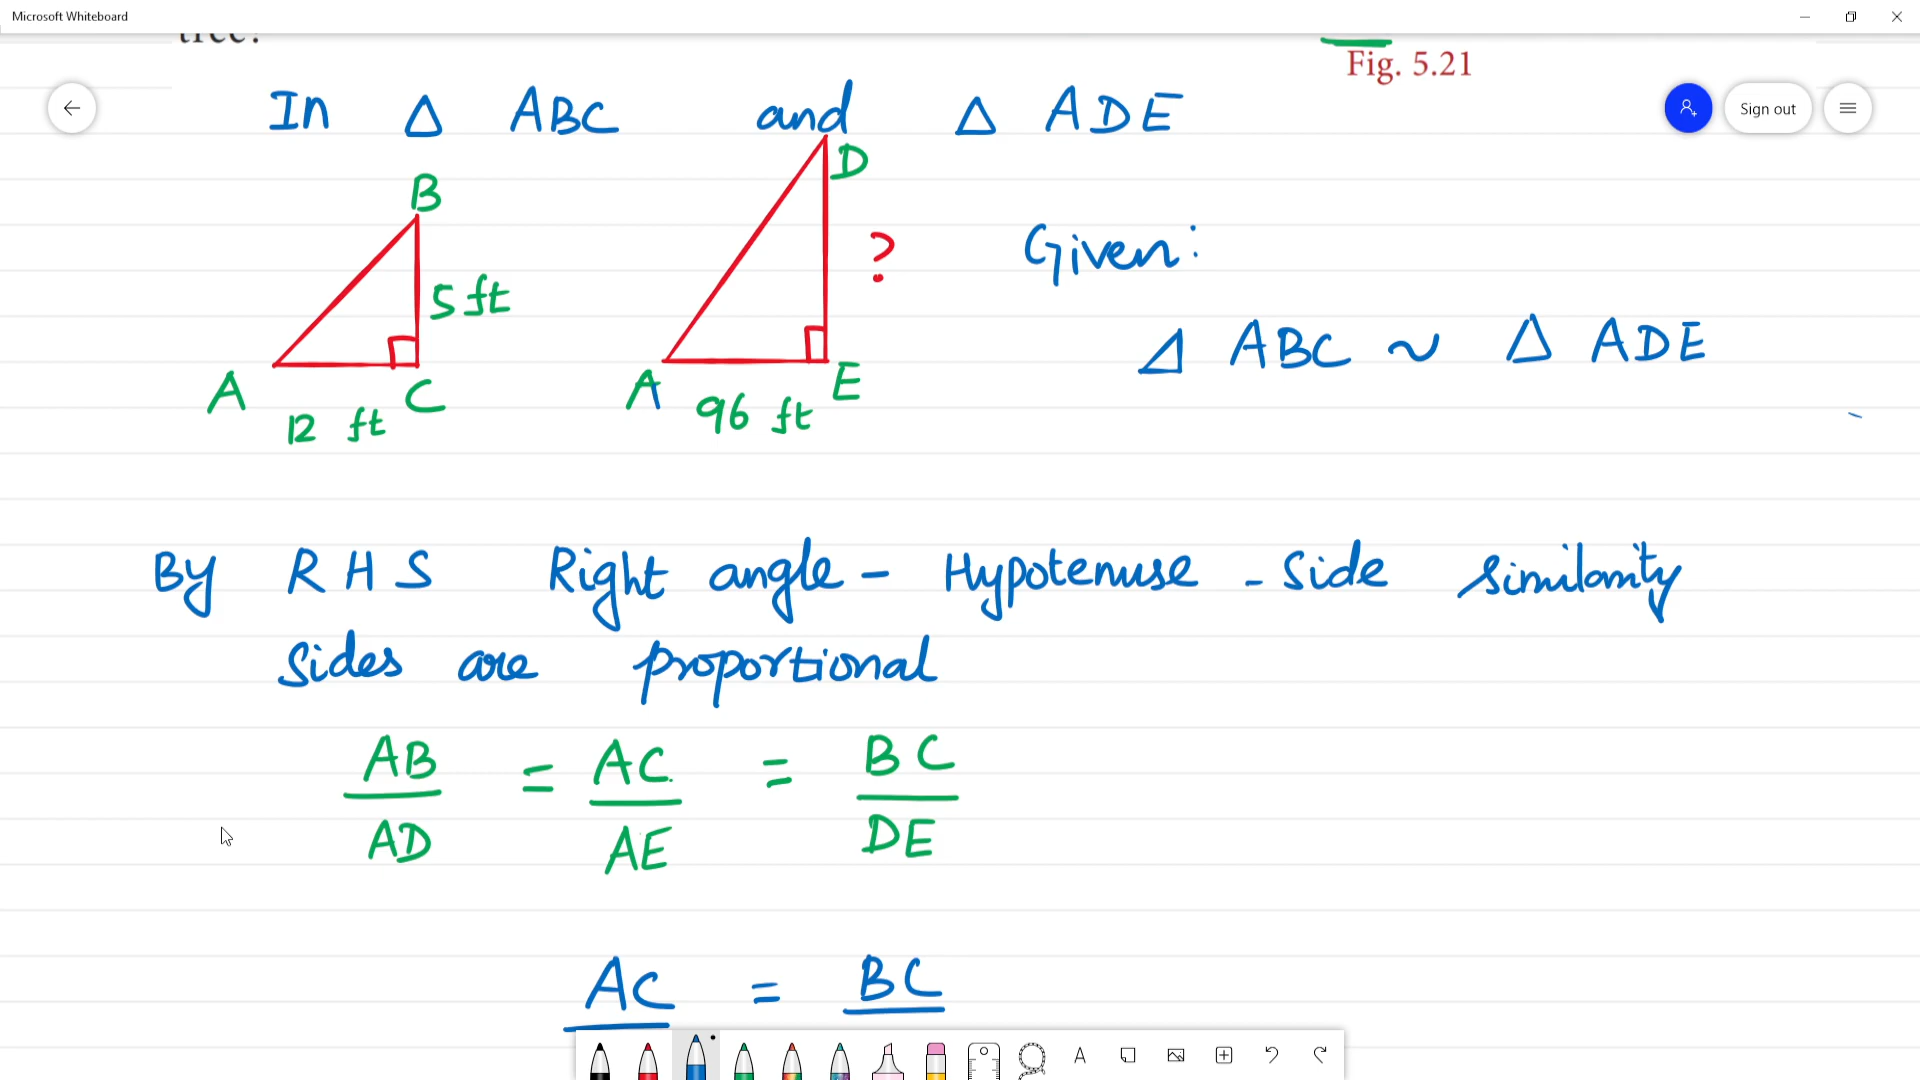 Microsoft Whiteboard
tree?
Fig. 5.21
Sign out
In Δ ABC and Δ ADE
B
D
5 ft
?
Given:
Δ ABC ~ Δ ADE
A
C
A
E
12 ft
96 ft
By RHS Right angle - Hypotenuse - Side similarity
Sides are proportional
AB = AC = BC
AD AE DE
AC = BC
A